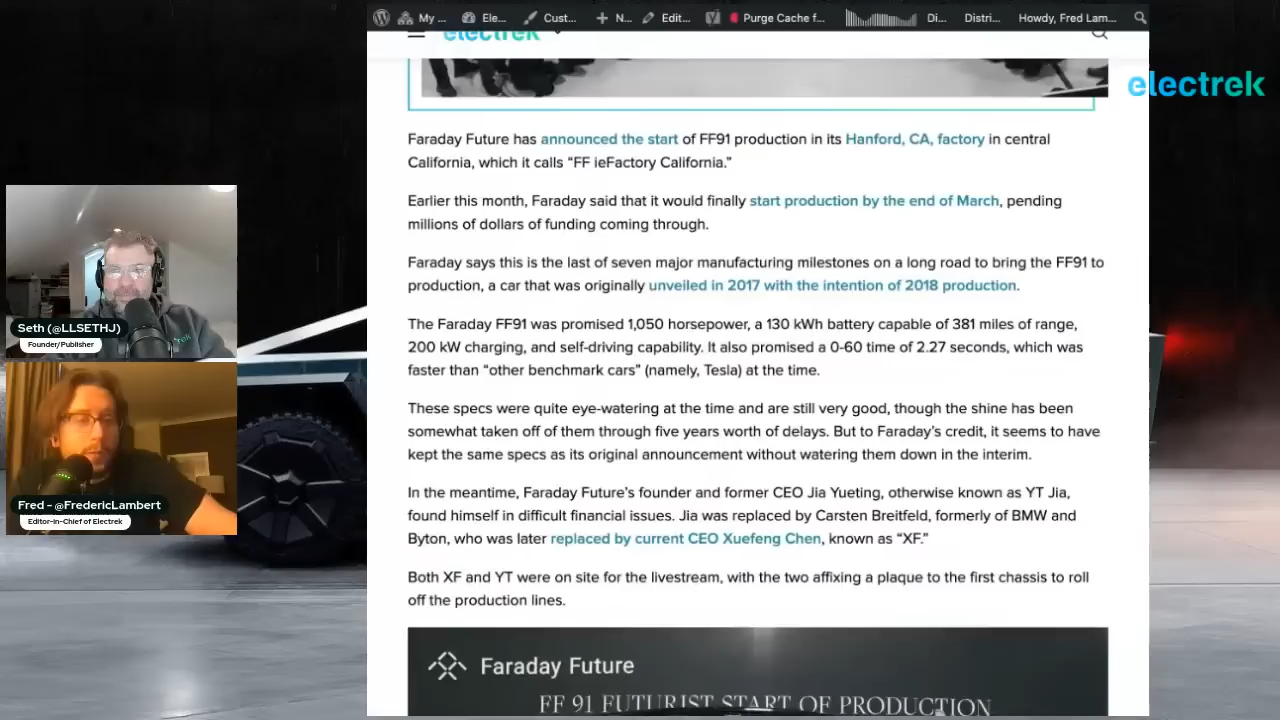 My ...
Ele...
Cust...
N...
Edit...
Purge Cache f...
Di...
Distri...
Howdy, Fred Lam...
electrek
electrek
Faraday Future has announced the start of FF91 production in its Hanford, CA, factory in central
California, which it calls “FF ieFactory California.”
Earlier this month, Faraday said that it would finally start production by the end of March, pending
millions of dollars of funding coming through.
Faraday says this is the last of seven major manufacturing milestones on a long road to bring the FF91 to
production, a car that was originally unveiled in 2017 with the intention of 2018 production.
The Faraday FF91 was promised 1,050 horsepower, a 130 kWh battery capable of 381 miles of range,
200 kW charging, and self-driving capability. It also promised a 0-60 time of 2.27 seconds, which was
faster than “other benchmark cars” (namely, Tesla) at the time.
These specs were quite eye-watering at the time and are still very good, though the shine has been
somewhat taken off of them through five years worth of delays. But to Faraday’s credit, it seems to have
kept the same specs as its original announcement without watering them down in the interim.
In the meantime, Faraday Future’s founder and former CEO Jia Yueting, otherwise known as YT Jia,
found himself in difficult financial issues. Jia was replaced by Carsten Breitfeld, formerly of BMW and
Byton, who was later replaced by current CEO Xuefeng Chen, known as “XF.”
Both XF and YT were on site for the livestream, with the two affixing a plaque to the first chassis to roll
off the production lines.
Faraday Future
FF 91 FUTURIST START OF PRODUCTION
Seth (@LLSETHJ)
Founder/Publisher
Fred - @FredericLambert
Editor-in-Chief of Electrek